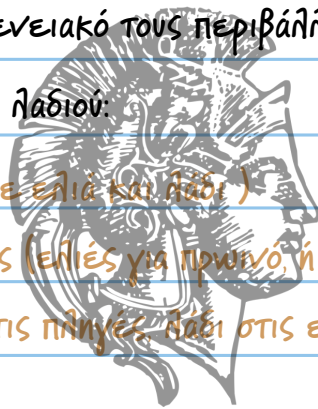 ενειακό τους περιβάλλ
λαδιού:
ε ελιά και λάδι )
ς (ελιές για πρωινό, ή
τις πληγές, λάδι στις ε